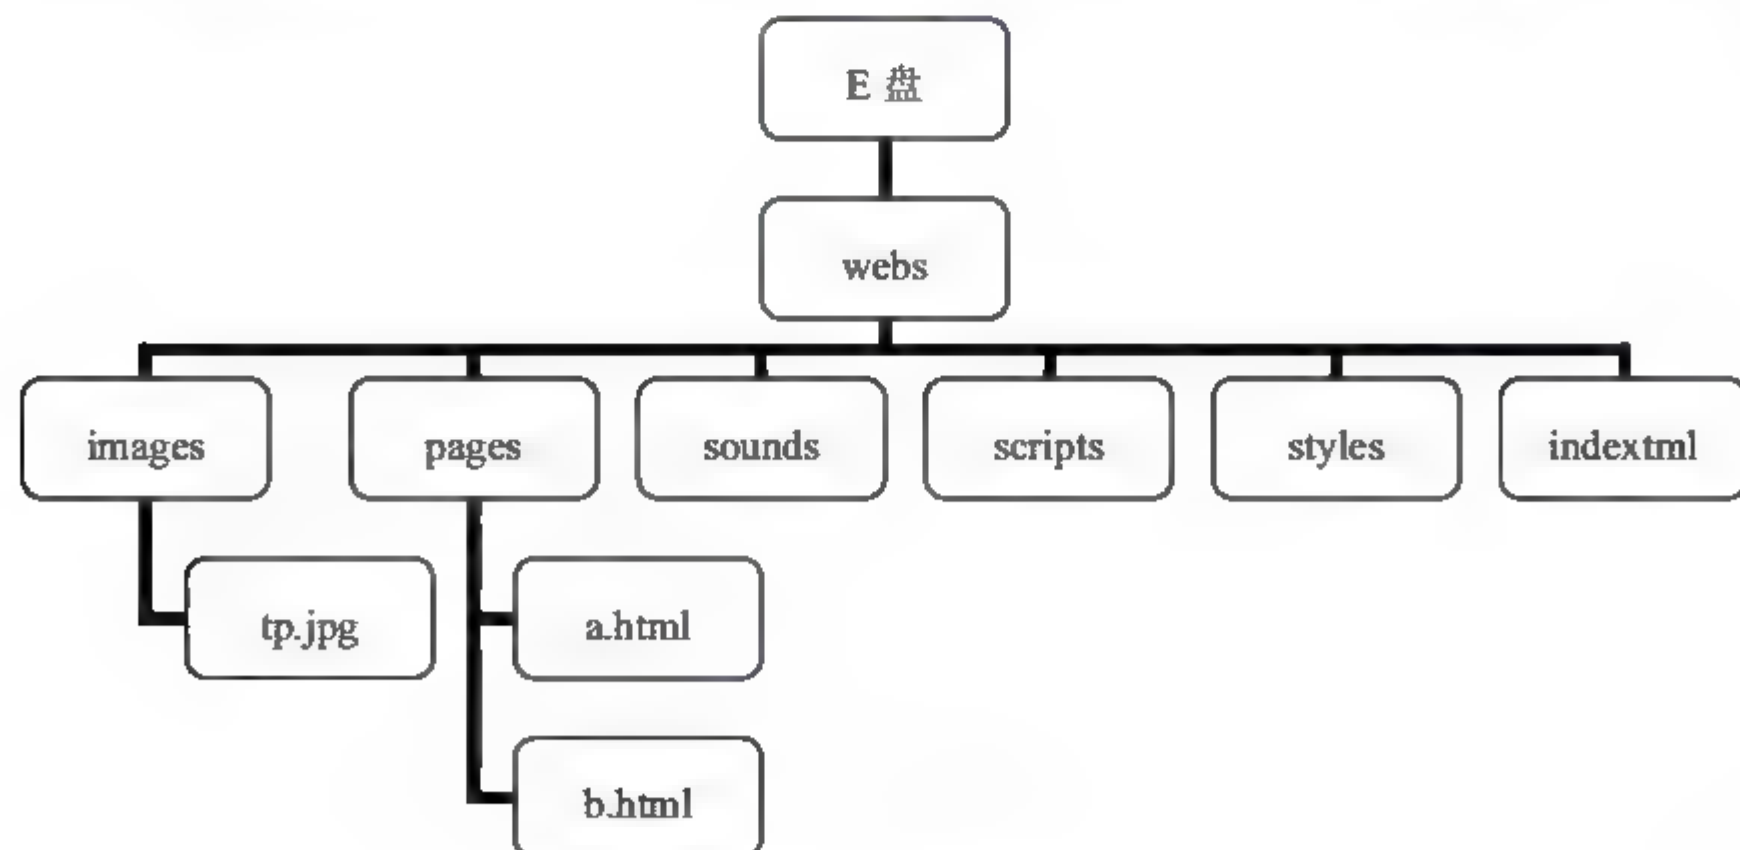 E 盘
webs
images
pages
sounds
scripts
styles
indextml
tp.jpg
a.html
b.html